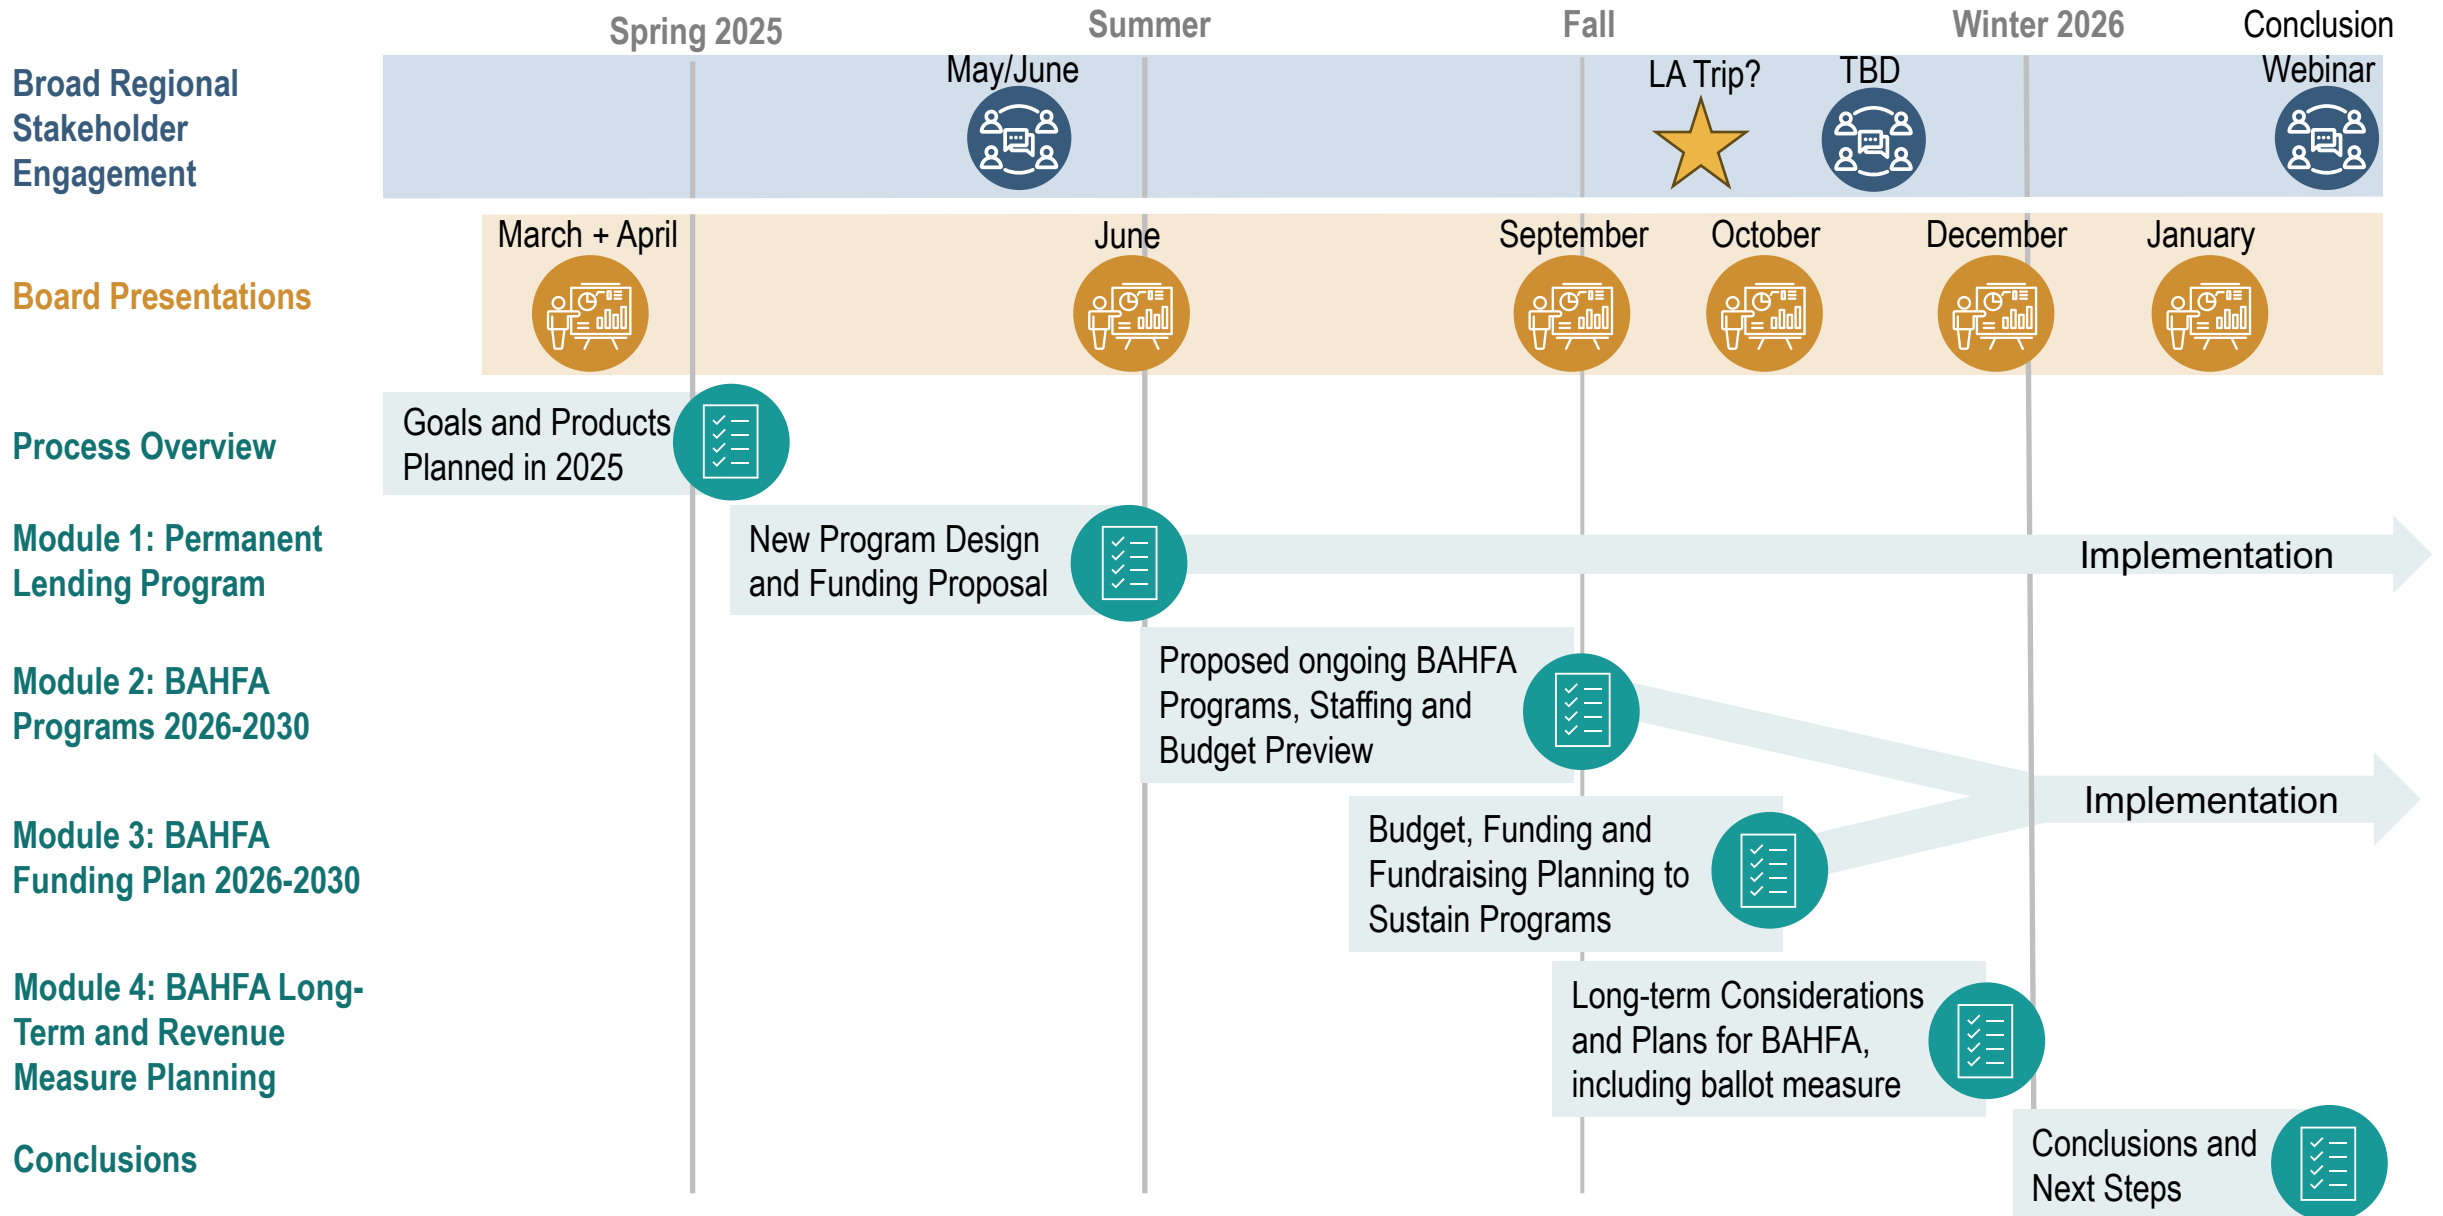 Spring 2025
Summer
Fall
Winter 2026
Conclusion
Webinar
Broad Regional
Stakeholder
Engagement
May/June
LA Trip?
TBD
Board Presentations
March + April
June
September
October
December
January
Process Overview
Goals and Products
Planned in 2025
Module 1: Permanent
Lending Program
New Program Design
and Funding Proposal
Implementation
Module 2: BAHFA
Programs 2026-2030
Proposed ongoing BAHFA
Programs, Staffing and
Budget Preview
Implementation
Module 3: BAHFA
Funding Plan 2026-2030
Budget, Funding and
Fundraising Planning to
Sustain Programs
Module 4: BAHFA Long-
Term and Revenue
Measure Planning
Long-term Considerations
and Plans for BAHFA,
including ballot measure
Conclusions
Conclusions and
Next Steps